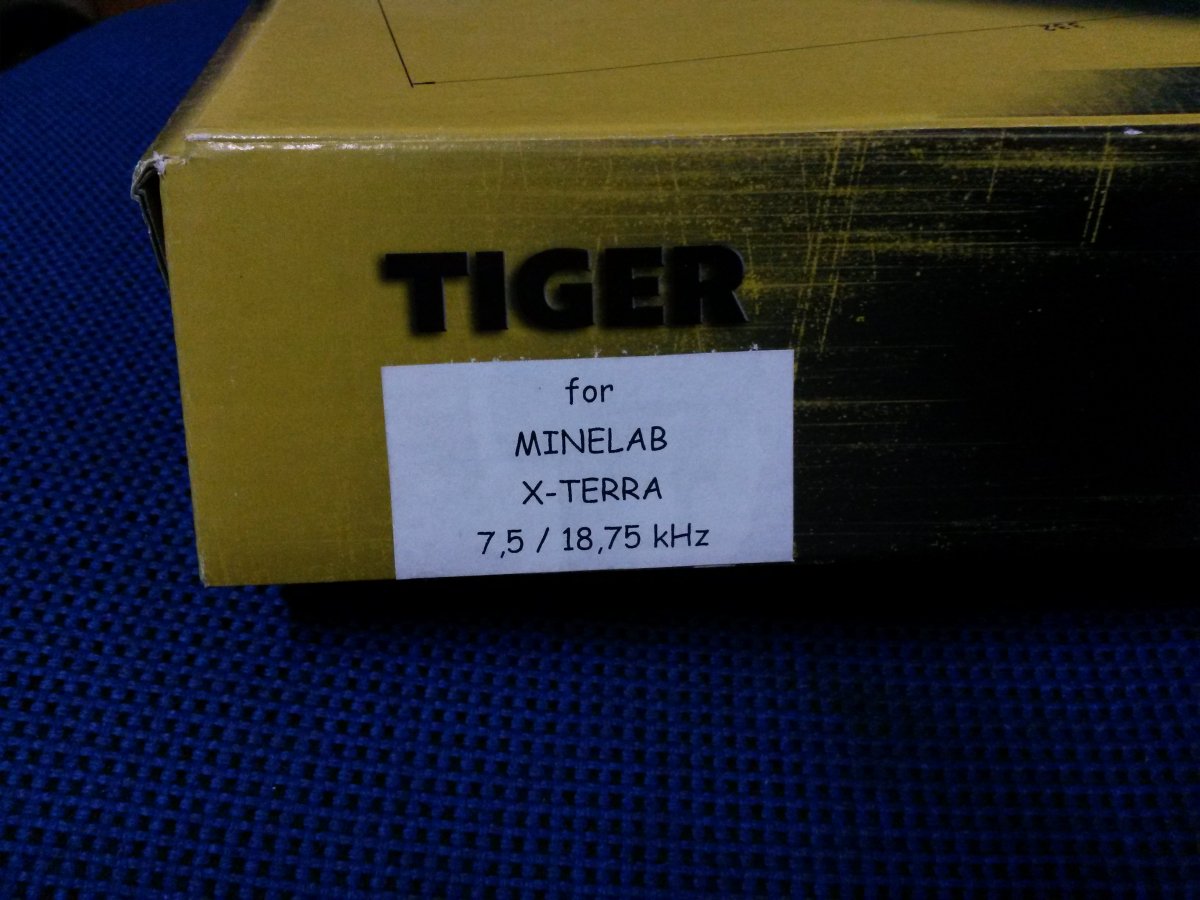 TIGER
for
MINELAB
X-TERRA
7,5 / 18,75 kHz